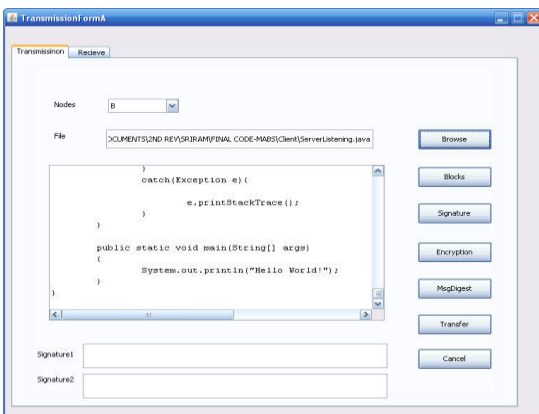 TransmissionFormA
Transmissinon Recieve
Nodes B
File OCUMENTS\2ND REV\SRIRAM\FINAL CODE-MABS\Client\ServerListening.java Browse
}
catch(Exception e){
e.printStackTrace();
}
}
public static void main(String[] args)
{
System.out.println("Hello World!");
}
}
Blocks
Signature
Encryption
MsgDigest
Transfer
Cancel
Signature1
Signature2